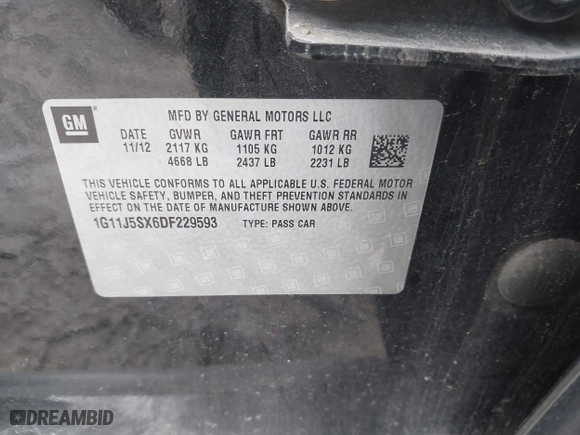 GM
®
MFD BY GENERAL MOTORS LLC
DATE GVWR GAWR FRT GAWR RR
11/12 2117 KG 1105 KG 1012 KG
4668 LB 2437 LB 2231 LB
THIS VEHICLE CONFORMS TO ALL APPLICABLE U.S. FEDERAL MOTOR
VEHICLE SAFETY, BUMPER, AND THEFT PREVENTION STANDARDS IN
EFFECT ON THE DATE OF MANUFACTURE SHOWN ABOVE.
1G11J5SX6DF229593 TYPE: PASS CAR
DREAMBID